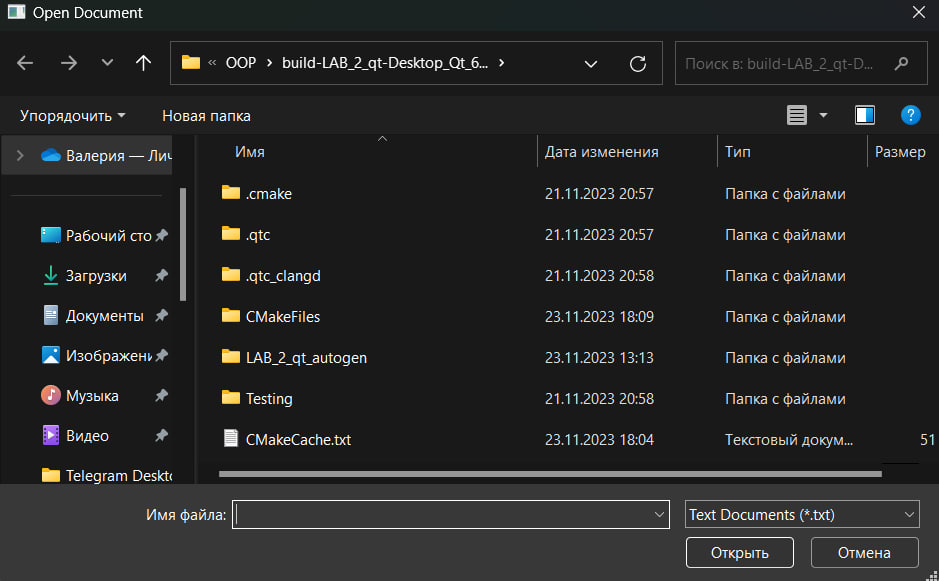 Open Document
« OOP › build-LAB_2_qt-Desktop_Qt_6... ›
Поиск в: build-LAB_2_qt-D...
Упорядочить
Новая папка
Имя
Дата изменения
Тип
Размер
Валерия — Лич
Рабочий сто
Загрузки
Документы
Изображени
Музыка
Видео
Telegram Deskto
.cmake 21.11.2023 20:57 Папка с файлами
.qtc 21.11.2023 20:57 Папка с файлами
.qtc_clangd 21.11.2023 20:58 Папка с файлами
CMakeFiles 23.11.2023 18:09 Папка с файлами
LAB_2_qt_autogen 23.11.2023 13:13 Папка с файлами
Testing 21.11.2023 20:58 Папка с файлами
CMakeCache.txt 23.11.2023 18:04 Текстовый докум... 51
Имя файла:
Text Documents (*.txt)
Открыть
Отмена